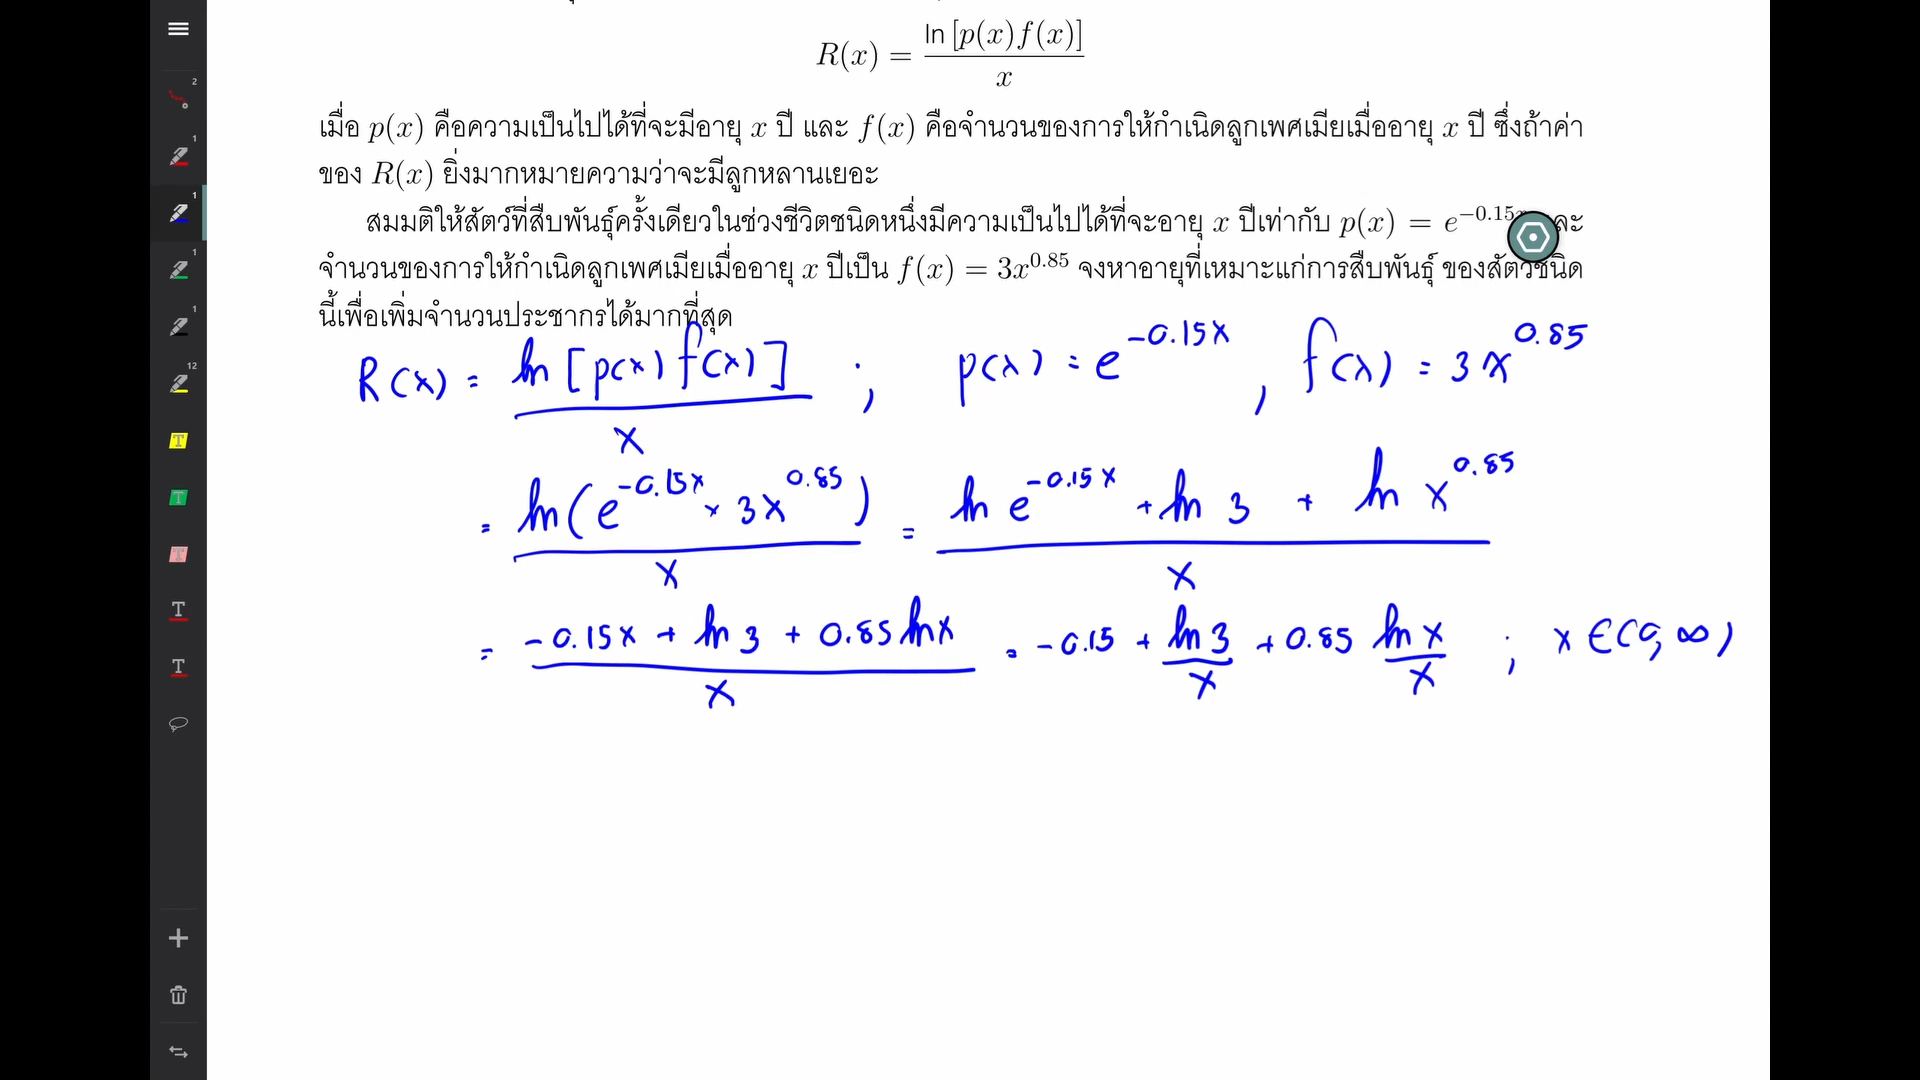 R(x) = ln [p(x)f(x)] / x
เมื่อ p(x) คือความเป็นไปได้ที่จะมีอายุ x ปี และ f(x) คือจำนวนของการให้กำเนิดลูกเพศเมียเมื่ออายุ x ปี ซึ่งถ้าค่า
ของ R(x) ยิ่งมากหมายความว่าจะมีลูกหลานเยอะ
สมมติให้สัตว์ที่สืบพันธุ์ครั้งเดียวในช่วงชีวิตชนิดหนึ่งมีความเป็นไปได้ที่จะอายุ x ปีเท่ากับ p(x) = e^{-0.15x} และ
จำนวนของการให้กำเนิดลูกเพศเมียเมื่ออายุ x ปีเป็น f(x) = 3x^{0.85} จงหาอายุที่เหมาะแก่การสืบพันธุ์ ของสัตว์ชนิด
นี้เพื่อเพิ่มจำนวนประชากรได้มากที่สุด
R(x) = ln [p(x) f(x)] / x ; p(x) = e^{-0.15x} , f(x) = 3x^{0.85}
= ln(e^{-0.15x} × 3x^{0.85}) / x = (ln e^{-0.15x} + ln 3 + ln x^{0.85}) / x
= (-0.15x + ln 3 + 0.85 ln x) / x = -0.15 + ln 3 / x + 0.85 ln x / x ; x ∈ (0, ∞)
2
1
1
1
1
12
T
T
T
T
T